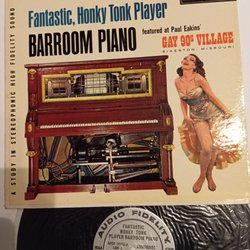 Fantastic, Honky Tonk Player
BARROOM PIANO
featured at Paul Eakins'
GAY 90s VILLAGE
SIKESTON, MISSOURI
A STUDY IN STEREOPHONIC HIGH FIDELITY SOUND
AUDIO FIDELITY
FANTASTIC
HONKY TONK
PLAYER BARROOM PIANO